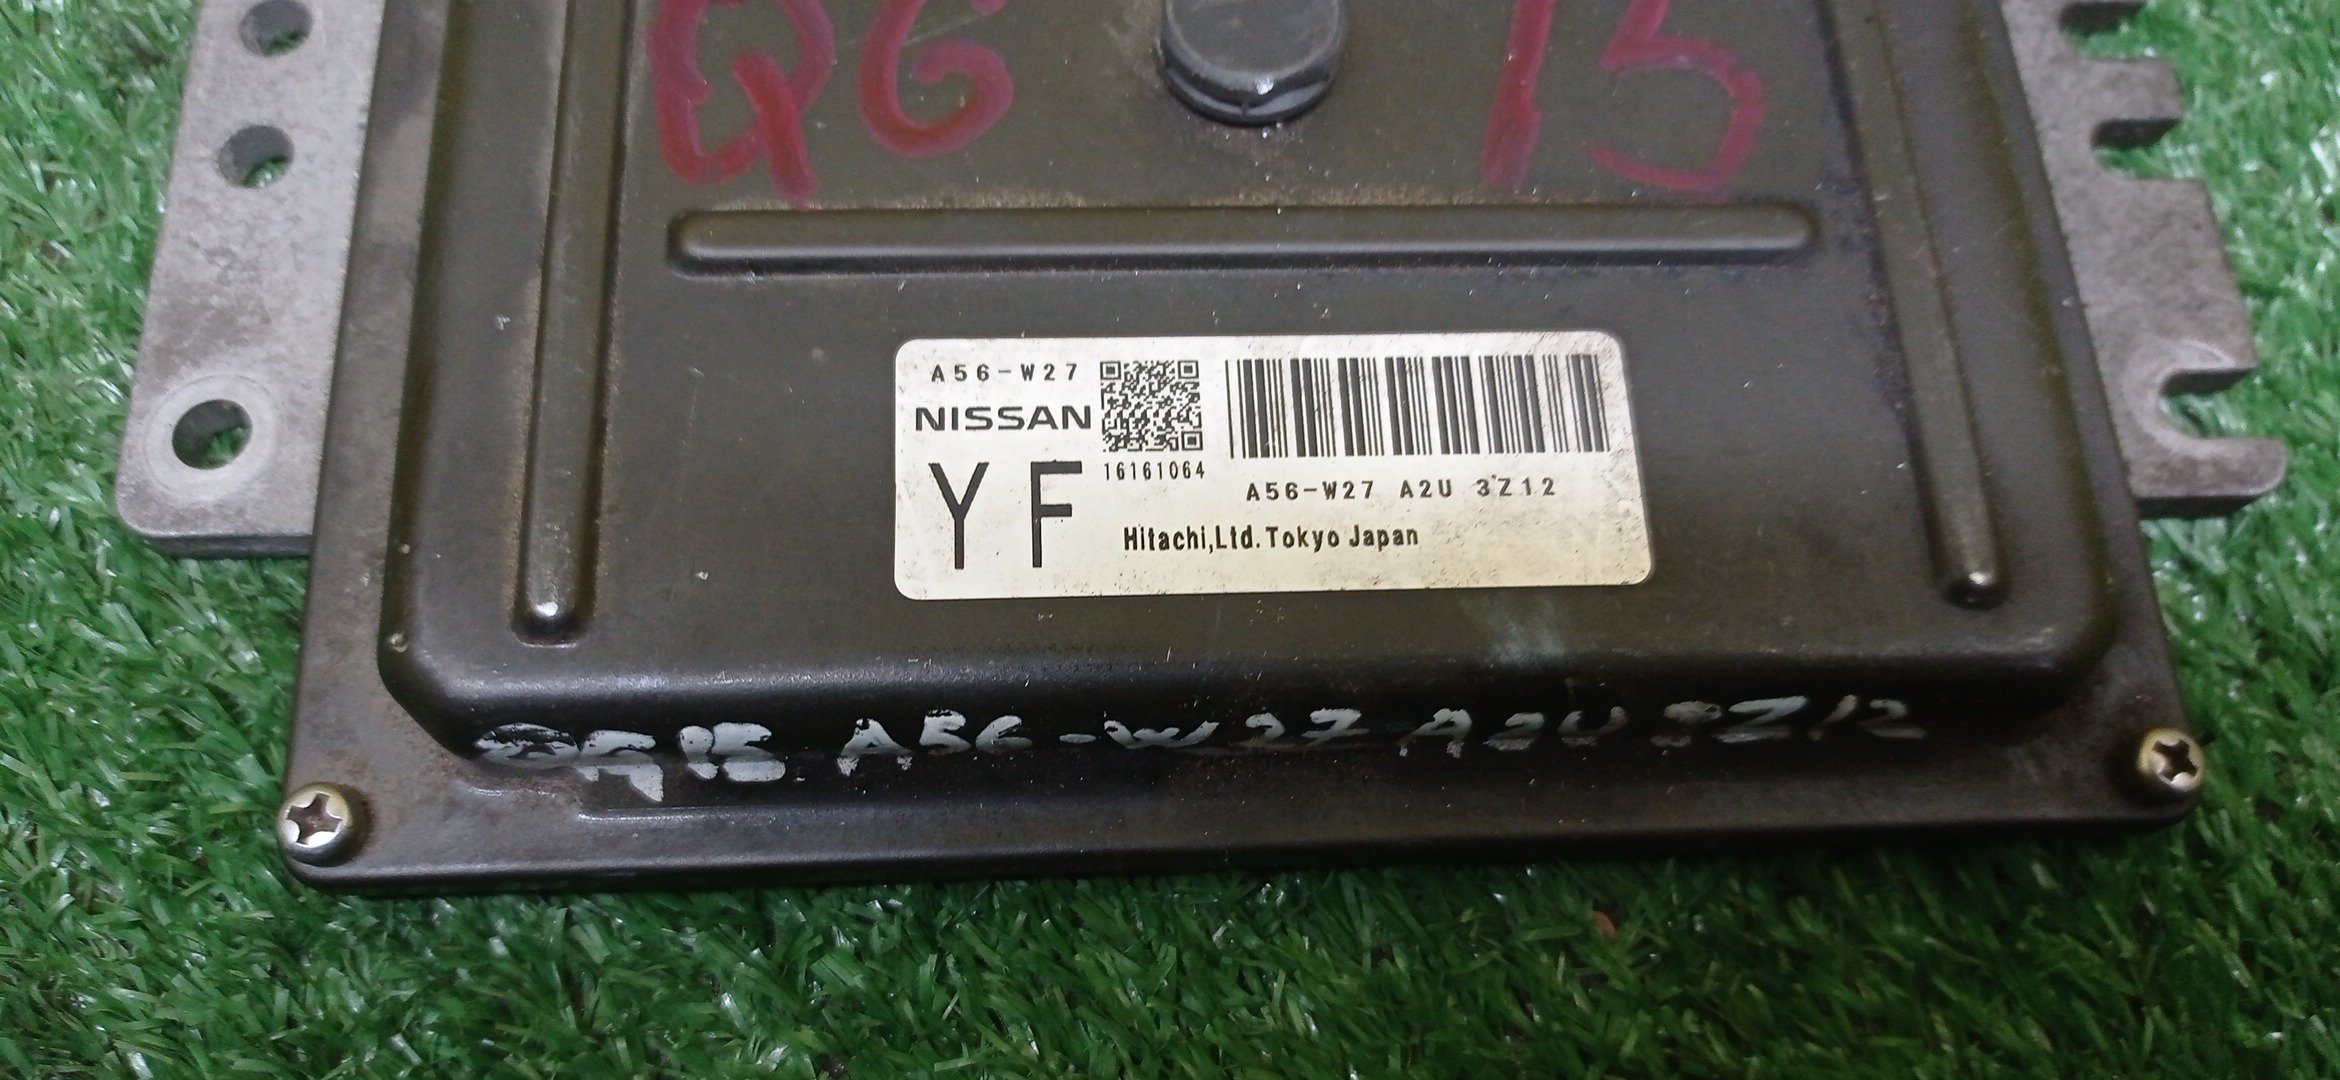 QG 15
A56-W27
NISSAN
YF
16161064
A56-W27 A2U 3Z12
Hitachi,Ltd. Tokyo Japan
QG15 A56-W27 A2U 3Z12